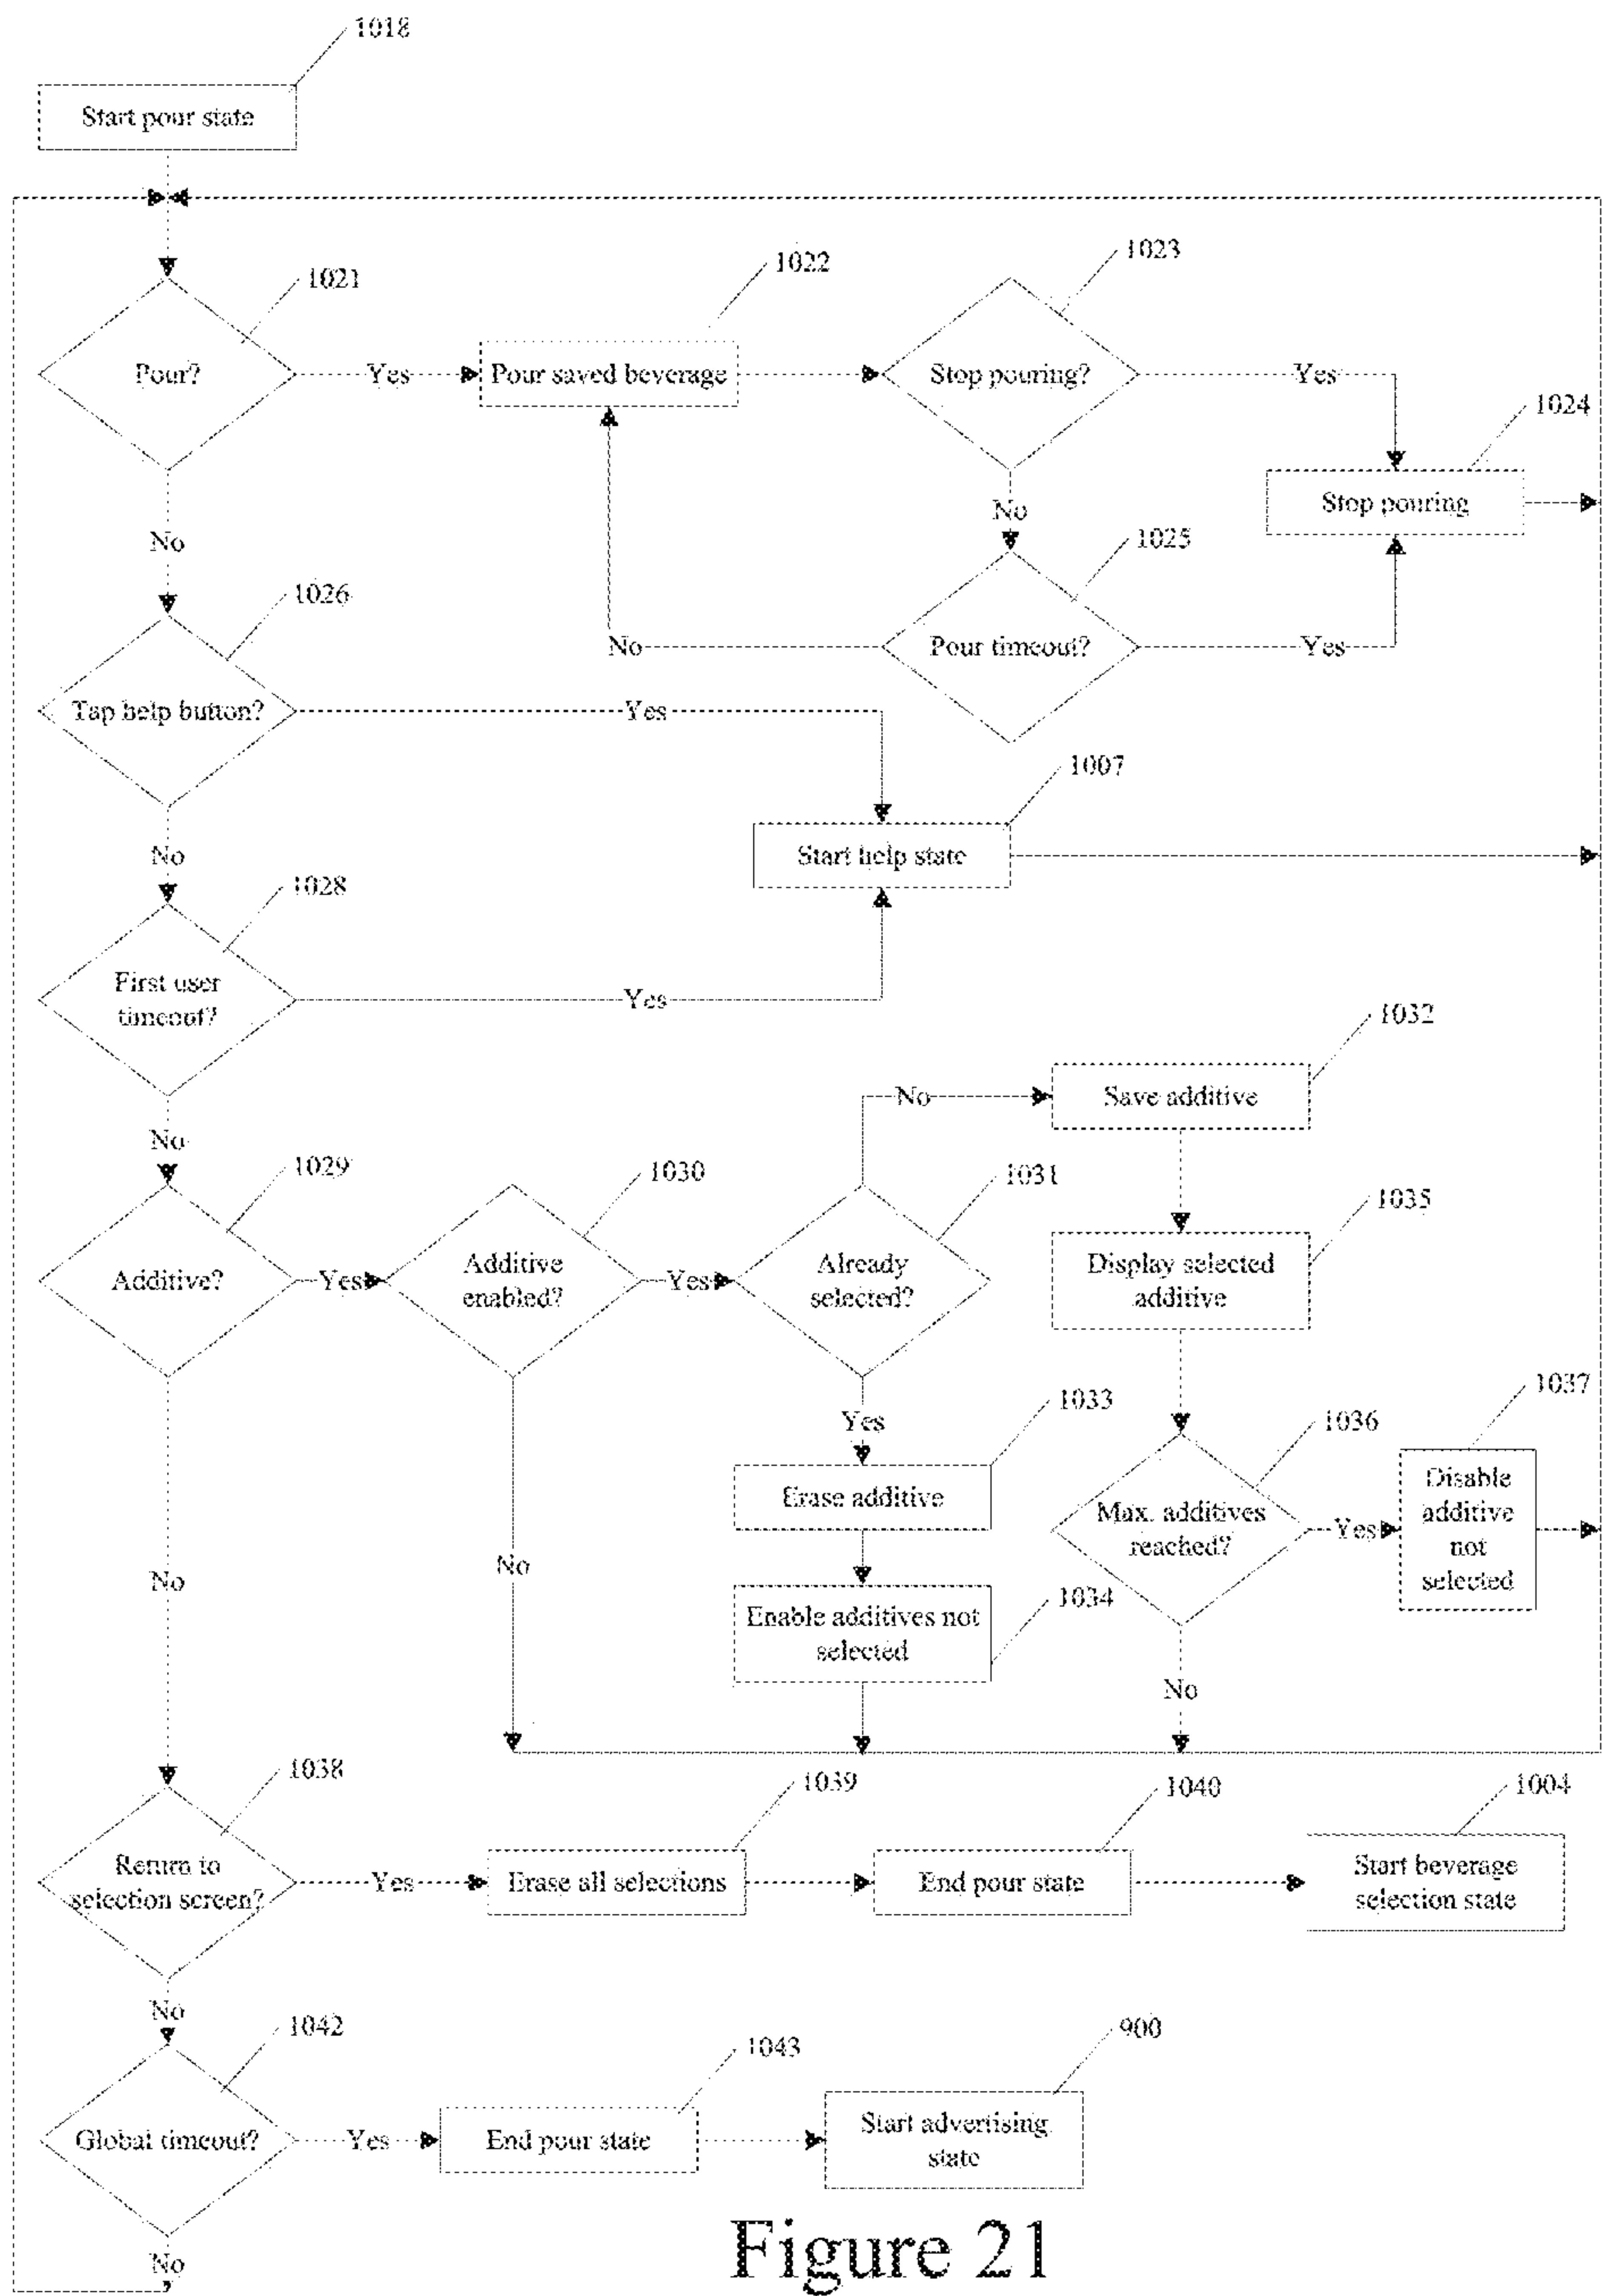 1018
Start pour state
1021
1022
1023
Pour?
Yes
Pour saved beverage
Stop pouring?
Yes
1024
Stop pouring
No
No
1025
1026
No
Pour timeout?
Yes
Tap help button?
Yes
1007
Start help state
No
1028
First user
timeout?
Yes
1032
No
Save additive
No
1029
1030
1031
1035
Additive?
Yes
Additive
enabled?
Yes
Already
selected?
Display selected
additive
1037
1033
1036
Yes
Disable
additive
not
selected
Erase additive
Max. additives
reached?
Yes
No
No
1034
Enable additives not
selected
No
1038
1039
1040
1004
Return to
selection screen?
Yes
Erase all selections
End pour state
Start beverage
selection state
No
1042
1043
900
Global timeout?
Yes
End pour state
Start advertising
state
No
Figure 21